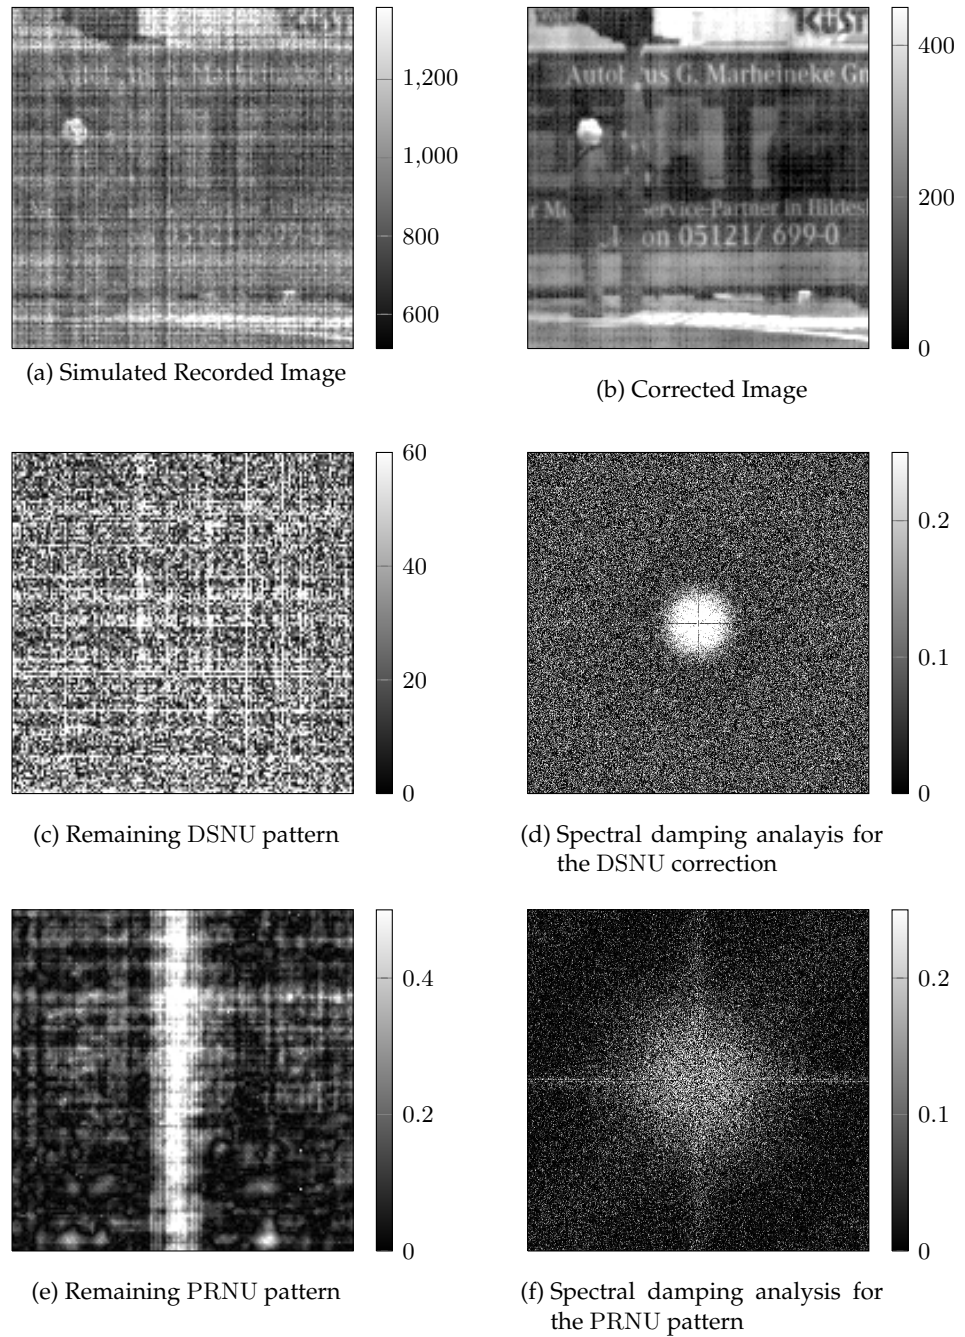 KÜST
1,200
1,000
800
600
(a) Simulated Recorded Image
KÜST
Autoh us G. Marheineke Gm
Service-Partner in Hildes
on 05121/ 699-0
400
200
0
(b) Corrected Image
60
40
20
0
(c) Remaining DSNU pattern
0.2
0.1
0
(d) Spectral damping analayis for
the DSNU correction
0.4
0.2
0
(e) Remaining PRNU pattern
0.2
0.1
0
(f) Spectral damping analysis for
the PRNU pattern